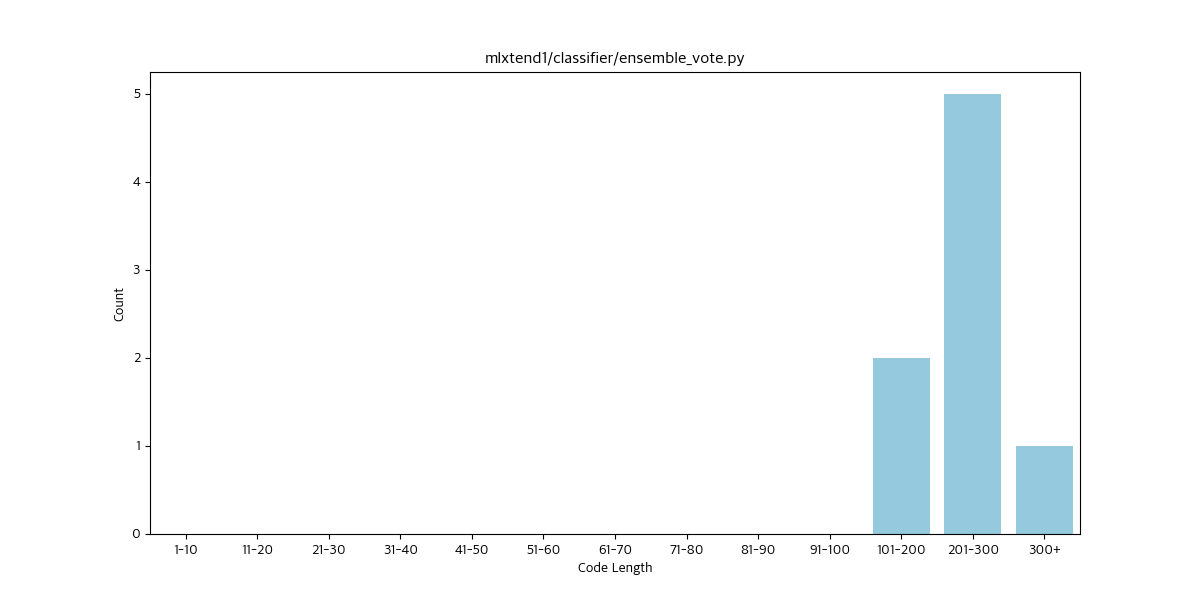 mlxtend1/classifier/ensemble_vote.py
5
4
3
2
1
0
Count
1-10 11-20 21-30 31-40 41-50 51-60 61-70 71-80 81-90 91-100 101-200 201-300 300+
Code Length